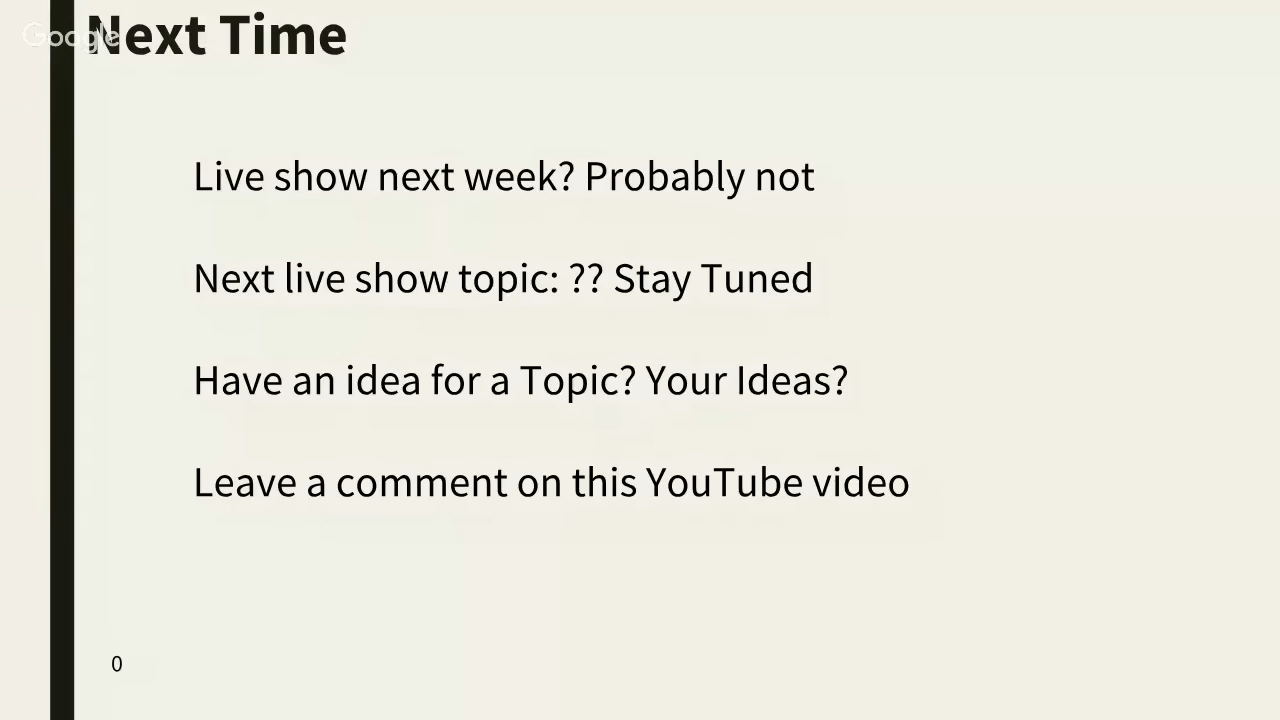 Google
Next Time
Live show next week? Probably not
Next live show topic: ?? Stay Tuned
Have an idea for a Topic? Your Ideas?
Leave a comment on this YouTube video
0